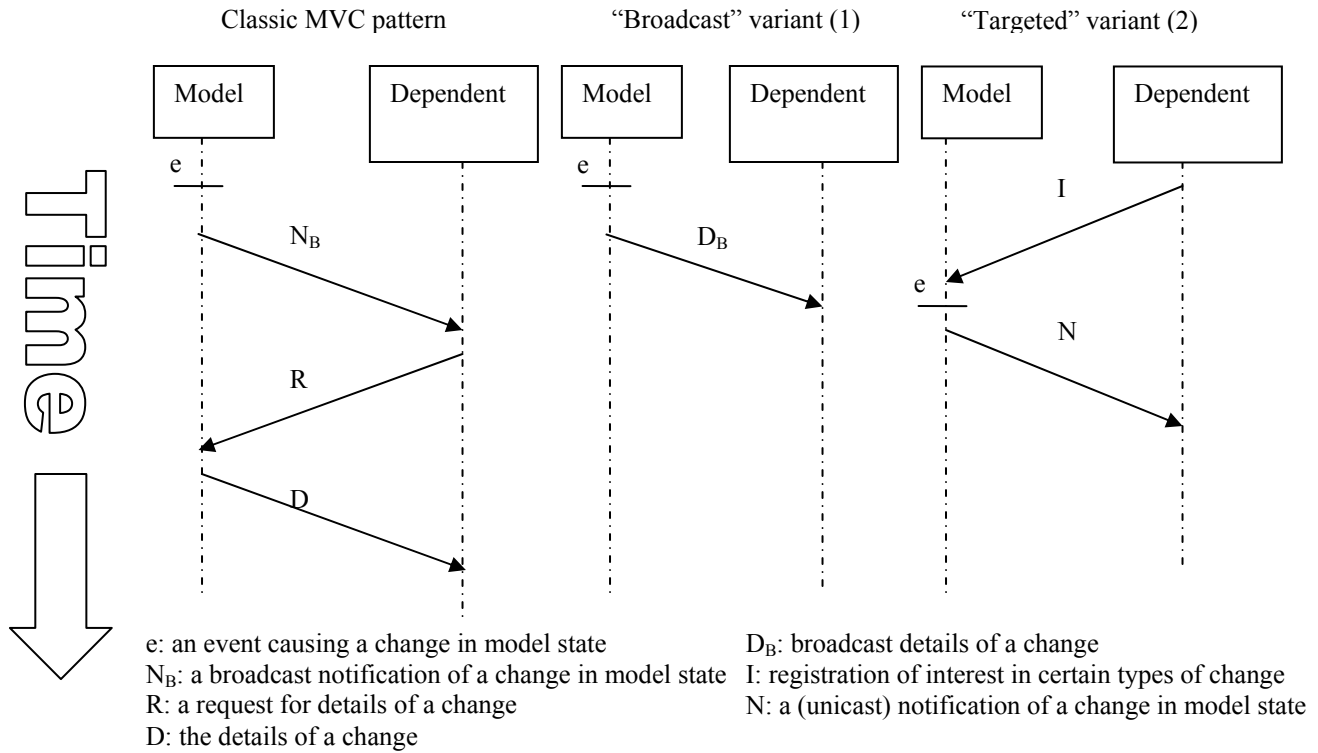 Classic MVC pattern
“Broadcast” variant (1)
“Targeted” variant (2)
Model
Dependent
Model
Dependent
Model
Dependent
e
N_B
R
D
e
D_B
I
e
N
Time
e: an event causing a change in model state
N_B: a broadcast notification of a change in model state
R: a request for details of a change
D: the details of a change
D_B: broadcast details of a change
I: registration of interest in certain types of change
N: a (unicast) notification of a change in model state